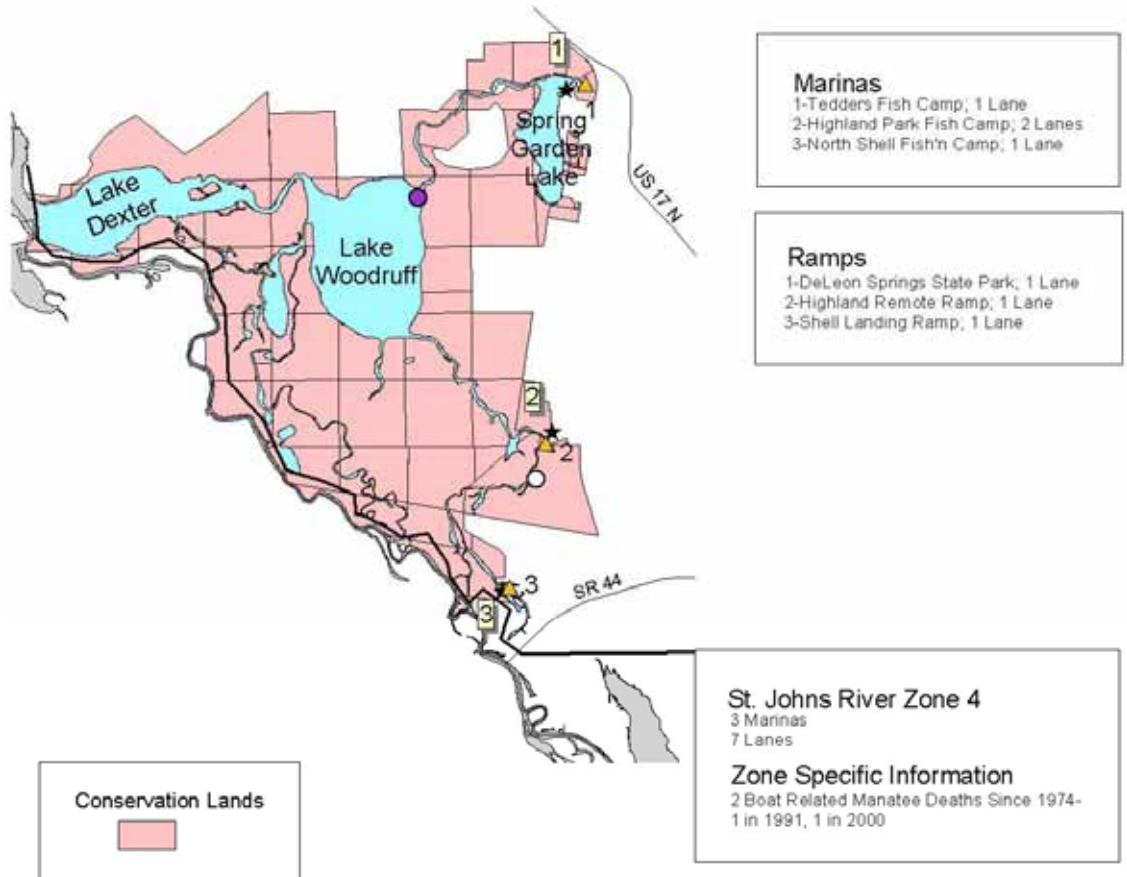 1
Marinas
1-Tedders Fish Camp; 1 Lane
2-Highland Park Fish Camp; 2 Lanes
3-North Shell Fish'n Camp; 1 Lane
1
Spring
Garden
Lake
US 17 N
Lake
Dexter
Lake
Woodruff
Ramps
1-DeLeon Springs State Park; 1 Lane
2-Highland Remote Ramp; 1 Lane
3-Shell Landing Ramp; 1 Lane
2
2
3
SR 44
3
St. Johns River Zone 4
3 Marinas
7 Lanes
Zone Specific Information
2 Boat Related Manatee Deaths Since 1974-
1 in 1991, 1 in 2000
Conservation Lands